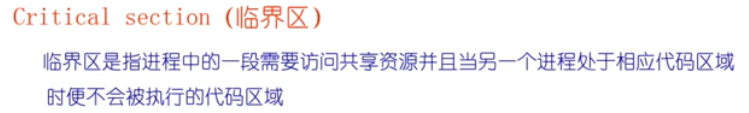 Critical section (临界区)
临界区是指进程中的一段需要访问共享资源并且当另一个进程处于相应代码区域
时便不会被执行的代码区域